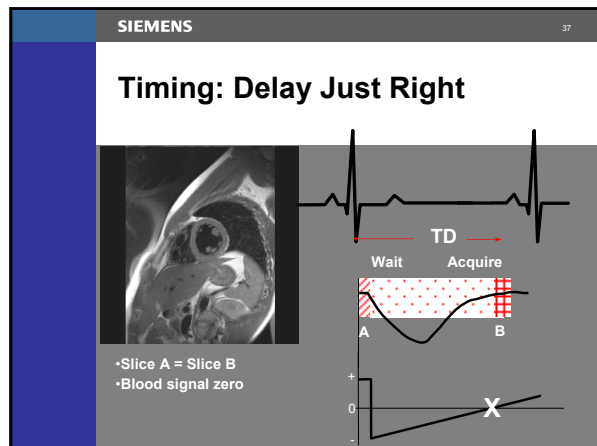 SIEMENS
37
Timing: Delay Just Right
TD
Wait Acquire
A B
•Slice A = Slice B
•Blood signal zero
+
0
X
-